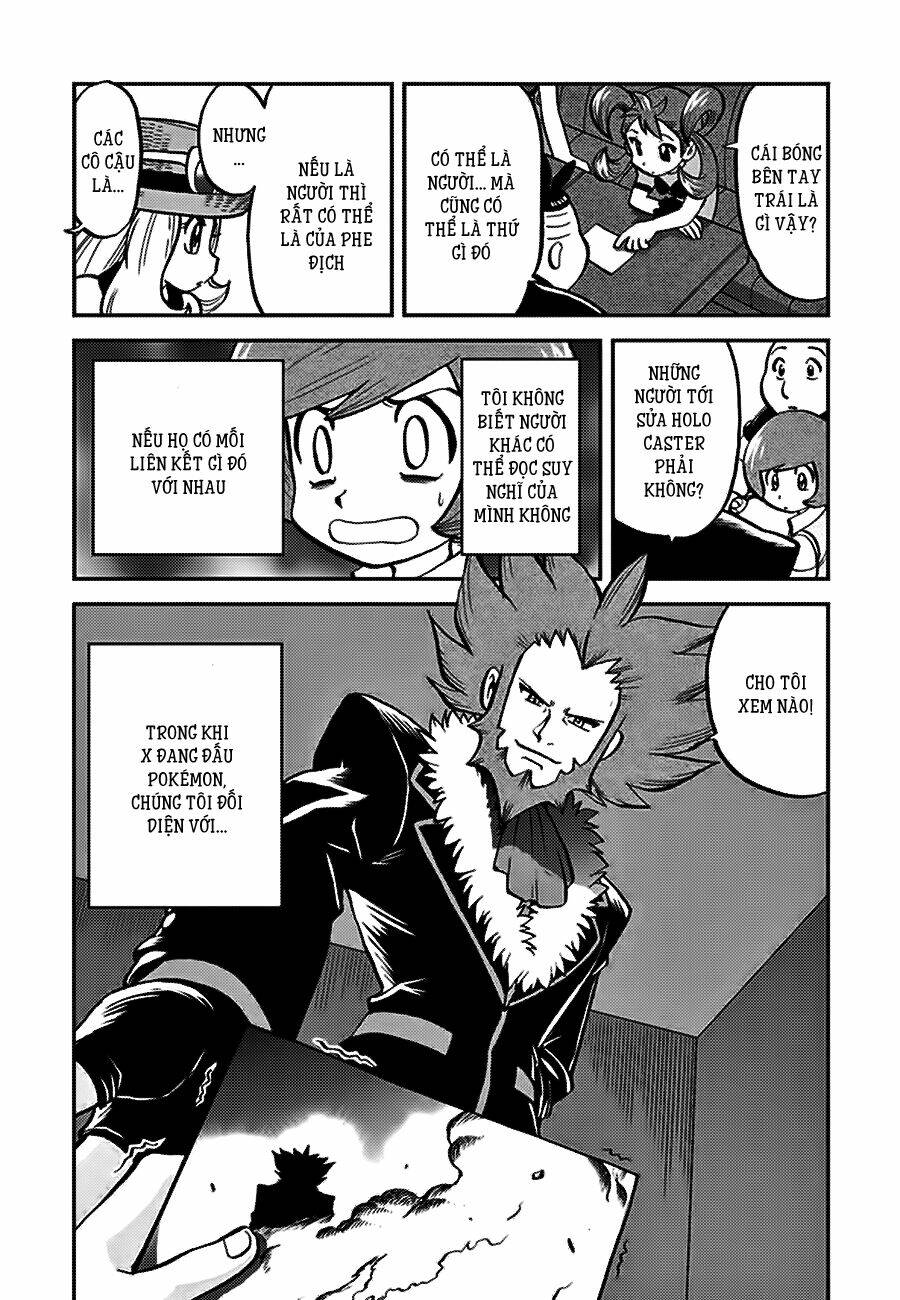 CÁI BÓNG
BÊN TAY
TRÁI LÀ
GÌ VẬY?
CÓ THỂ LÀ
NGƯỜI... MÀ
CŨNG CÓ
THỂ LÀ THỨ
GÌ ĐÓ
NẾU LÀ
NGƯỜI THÌ
RẤT CÓ THỂ
LÀ CỦA PHE
ĐỊCH
NHƯNG
...
CÁC
CÔ CẬU
LÀ...
NHỮNG
NGƯỜI TỚI
SỬA HOLO
CASTER
PHẢI
KHÔNG?
TÔI KHÔNG
BIẾT NGƯỜI
KHÁC CÓ
THỂ ĐỌC SUY
NGHĨ CỦA
MÌNH KHÔNG
NẾU HỌ CÓ MỐI
LIÊN KẾT GÌ ĐÓ
VỚI NHAU
CHO TÔI
XEM NÀO!
TRONG KHI
X ĐANG ĐẤU
POKÉMON,
CHÚNG TÔI ĐỐI
DIỆN VỚI...